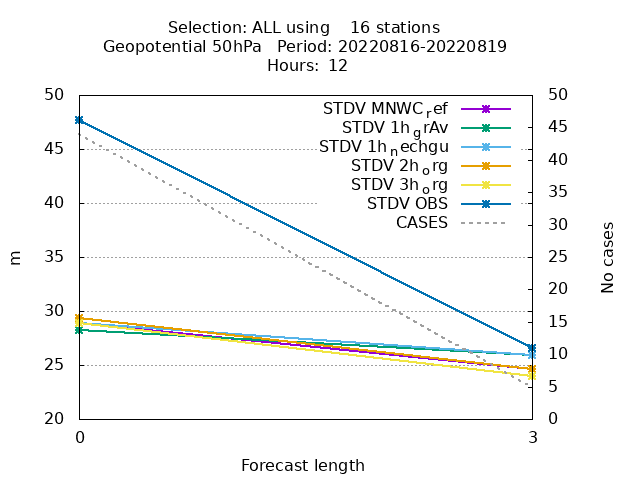 Selection: ALL using    16 stations
Geopotential 50hPa   Period: 20220816-20220819
Hours: 12
50
45
40
35
30
25
20
m
50
45
40
35
30
25
20
15
10
5
0
No cases
STDV MNWC_ref
STDV 1h_grAv
STDV 1h_nechgu
STDV 2h_org
STDV 3h_org
STDV OBS
CASES
0
3
Forecast length